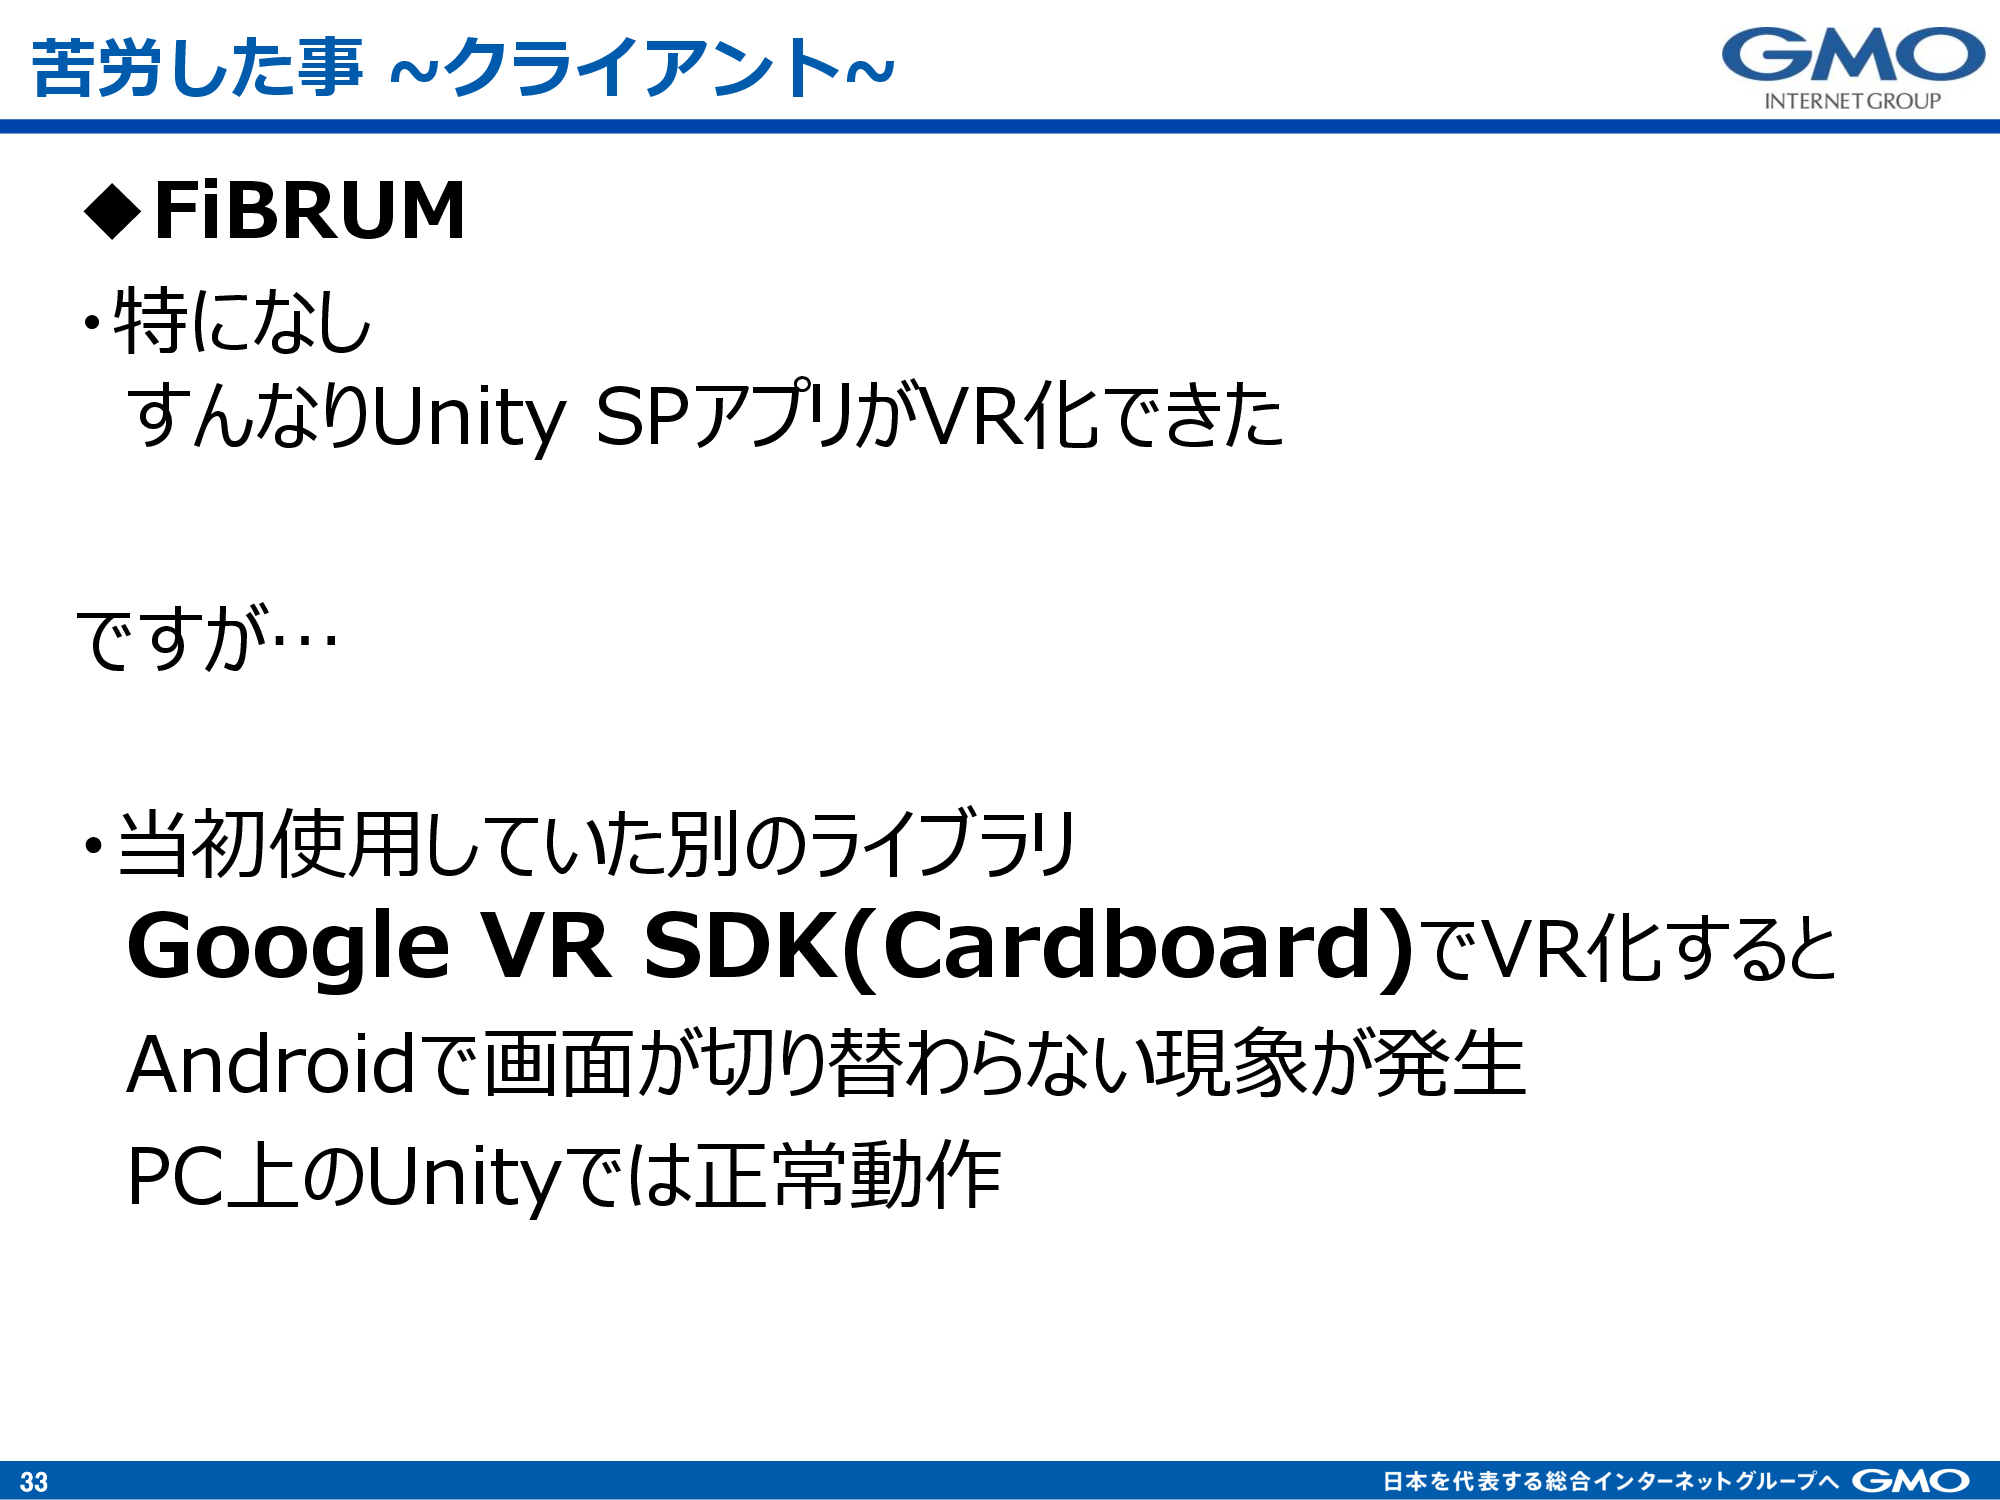 苦労した事 ~クライアント~
GMO
INTERNET GROUP
◆FiBRUM
・特になし
すんなりUnity SPアプリがVR化できた
ですが…
・当初使用していた別のライブラリ
Google VR SDK(Cardboard)でVR化すると
Androidで画面が切り替わらない現象が発生
PC上のUnityでは正常動作
33
日本を代表する総合インターネットグループへ GMO